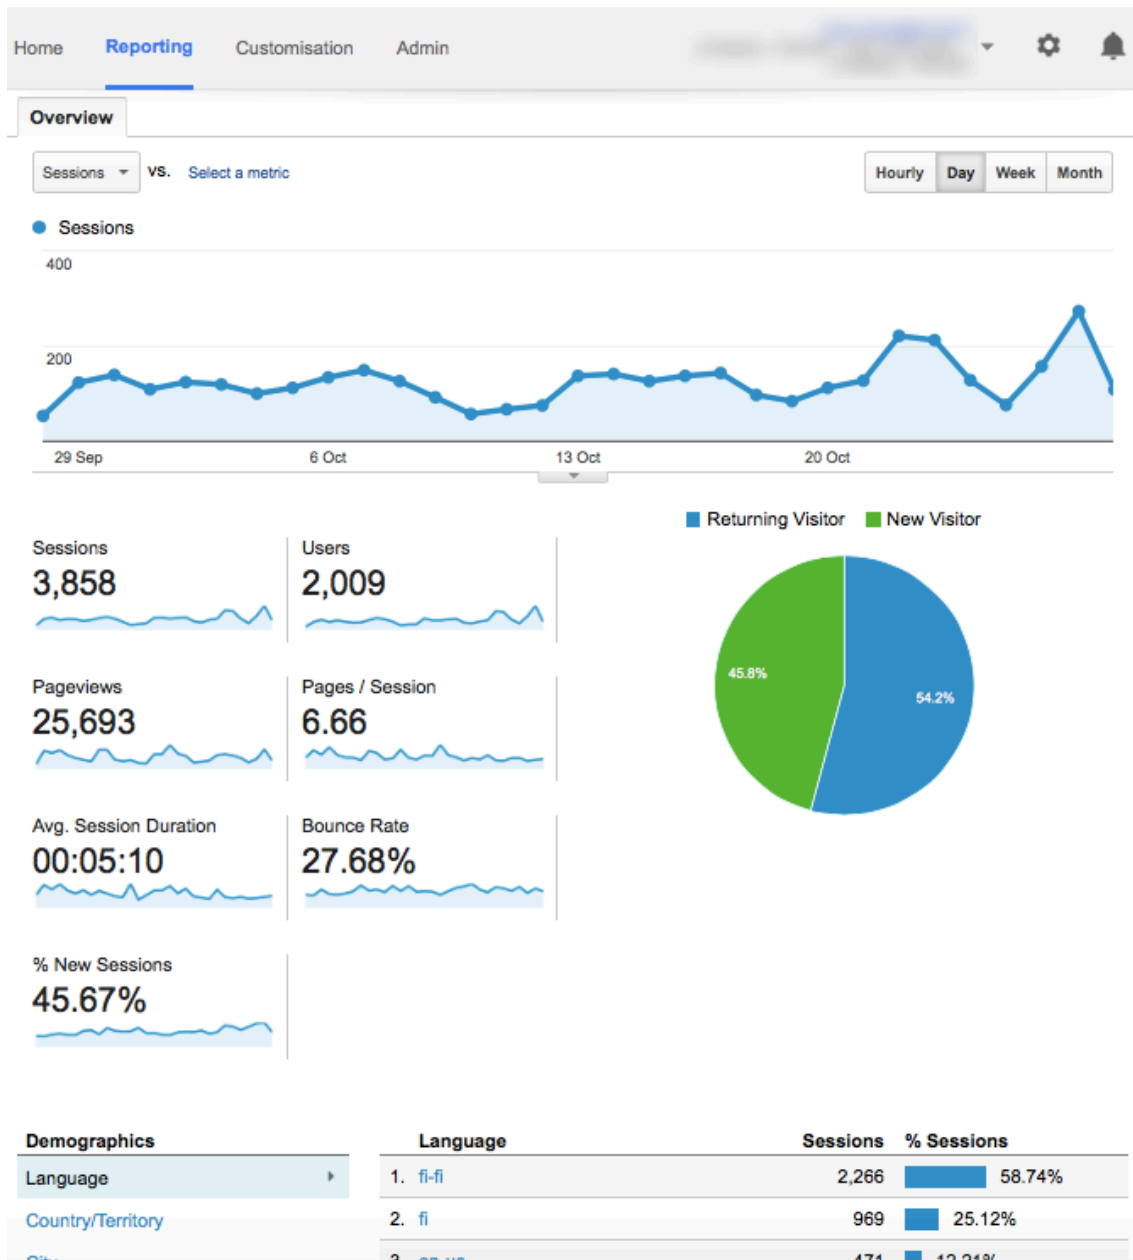 Home Reporting Customisation Admin
Overview
Sessions VS. Select a metric Hourly Day Week Month
Sessions
400
200
29 Sep 6 Oct 13 Oct 20 Oct
Returning Visitor New Visitor
Sessions Users
3,858 2,009
45.8% 54.2%
Pageviews Pages / Session
25,693 6.66
Avg. Session Duration Bounce Rate
00:05:10 27.68%
% New Sessions
45.67%
Demographics Language Sessions % Sessions
Language 1. fi-fi 2,266 58.74%
Country/Territory 2. fi 969 25.12%